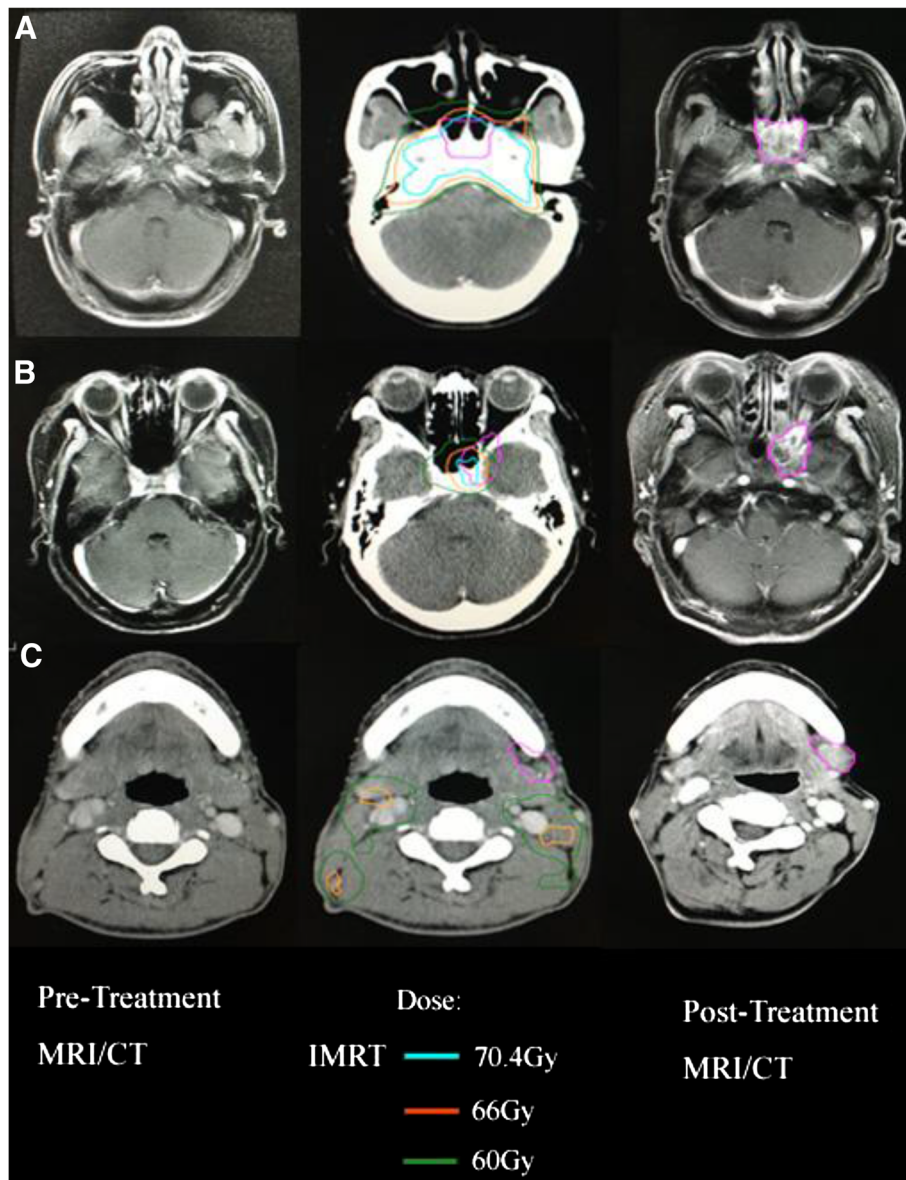 A
B
C
Pre-Treatment
MRI/CT
Dose:
IMRT
70.4Gy
66Gy
60Gy
Post-Treatment
MRI/CT